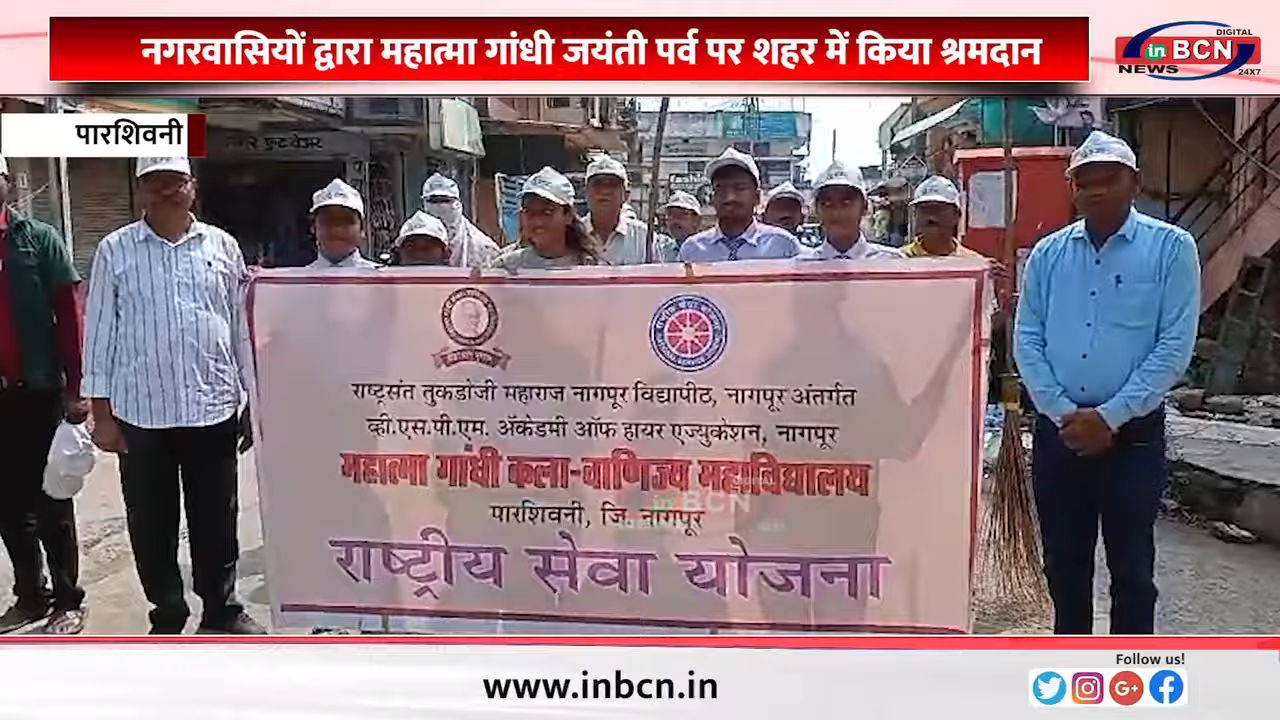 नगरवासियों द्वारा महात्मा गांधी जयंती पर्व पर शहर में किया श्रमदान
DIGITAL
in BCN
NEWS 24X7
पारशिवनी
राष्ट्रसंत तुकडोजी महाराज नागपूर विद्यापीठ, नागपूर अंतर्गत
व्ही.एस.पी.एम. ॲकेडमी ऑफ हायर एज्युकेशन, नागपूर
महात्मा गांधी कला-वाणिज्य महाविद्यालय
in BCN
पारशिवनी, जि. नागपूर
राष्ट्रीय सेवा योजना
Follow us!
www.inbcn.in